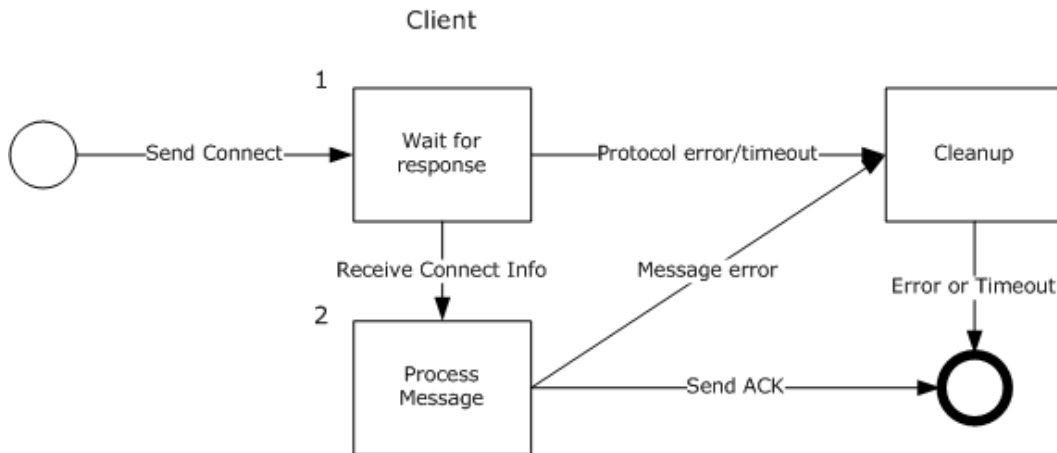 Client
1
Wait for
response
Cleanup
Send Connect
Protocol error/timeout
Receive Connect Info
Message error
Error or Timeout
2
Process
Message
Send ACK